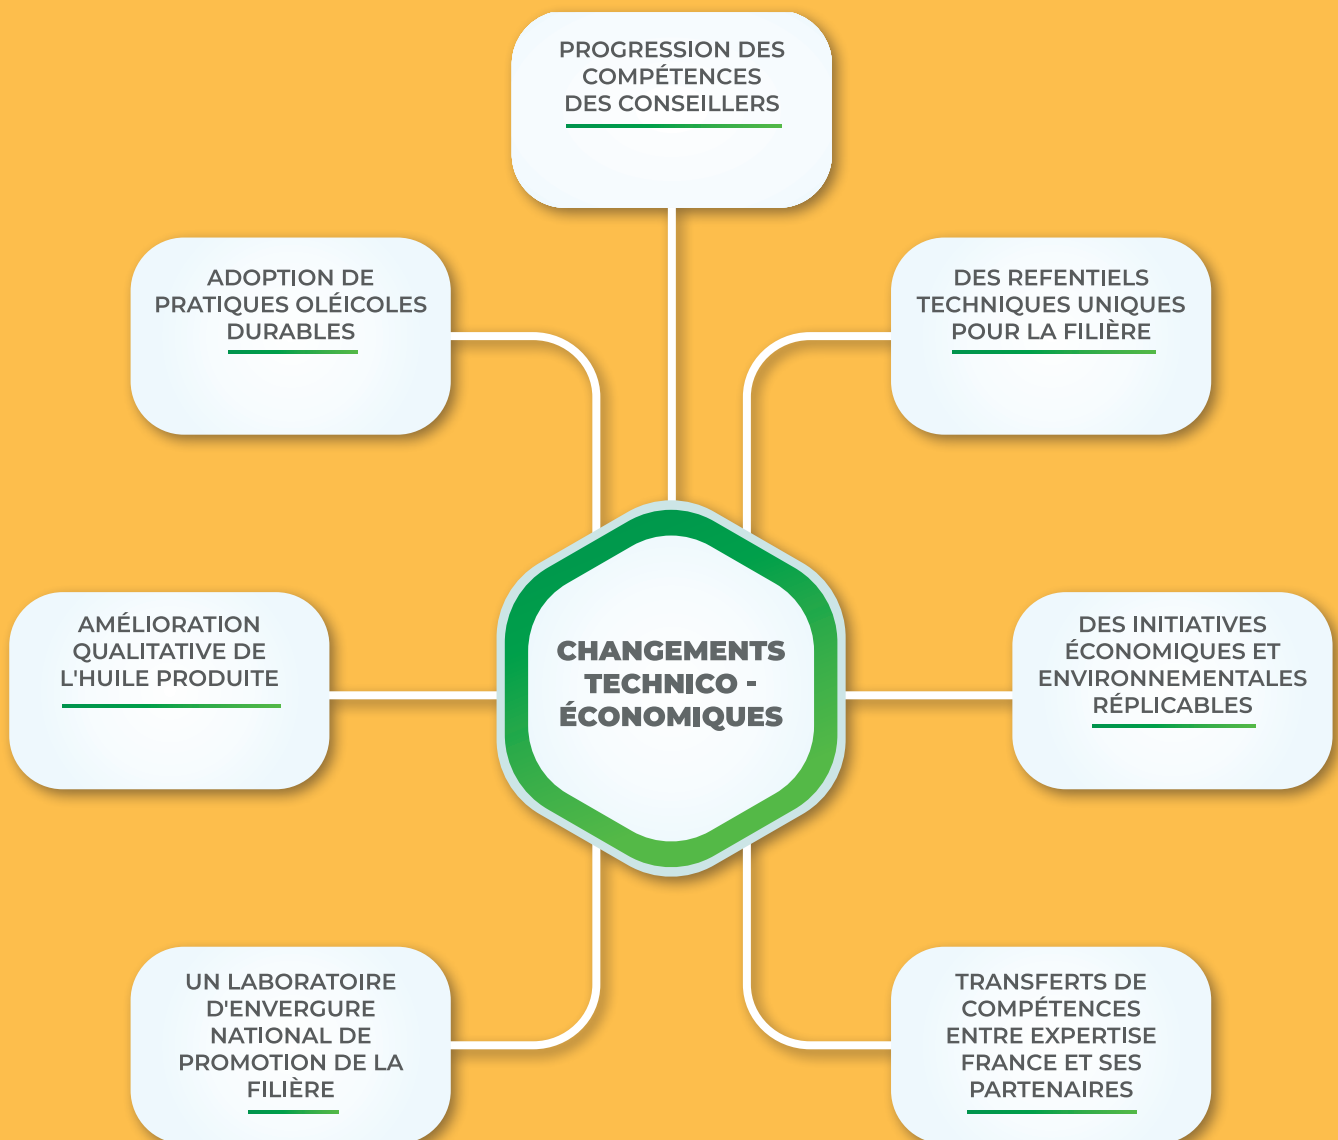 PROGRESSION DES
COMPÉTENCES
DES CONSEILLERS
ADOPTION DE
PRATIQUES OLÉICOLES
DURABLES
DES REFENTIELS
TECHNIQUES UNIQUES
POUR LA FILIÈRE
AMÉLIORATION
QUALITATIVE DE
L'HUILE PRODUITE
CHANGEMENTS
TECHNICO -
ÉCONOMIQUES
DES INITIATIVES
ÉCONOMIQUES ET
ENVIRONNEMENTALES
RÉPLICABLES
UN LABORATOIRE
D'ENVERGURE
NATIONAL DE
PROMOTION DE LA
FILIÈRE
TRANSFERTS DE
COMPÉTENCES
ENTRE EXPERTISE
FRANCE ET SES
PARTENAIRES